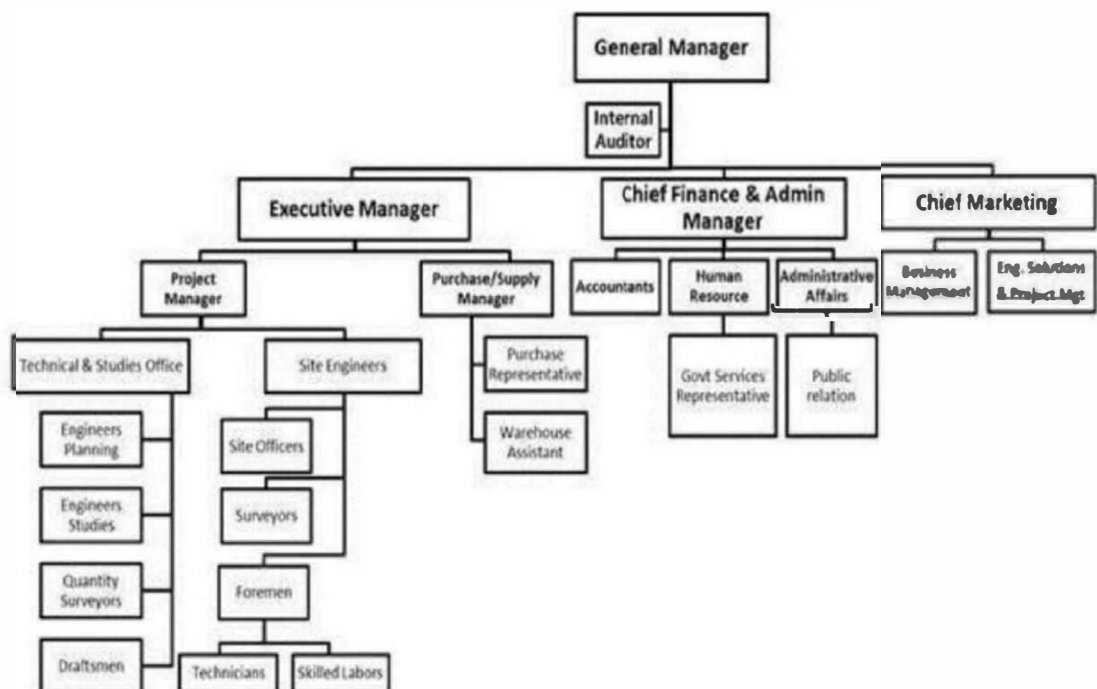 General Manager
Internal
Auditor
Executive Manager
Chief Finance & Admin
Manager
Chief Marketing
Project
Manager
Purchase/Supply
Manager
Accountants
Human
Resource
Administrative
Affairs
Business
Management
Eng. Solutions
& Project Mgt
Technical & Studies Office
Site Engineers
Purchase
Representative
Govt Services
Representative
Public
relation
Engineers
Planning
Site Officers
Warehouse
Assistant
Engineers
Studies
Surveyors
Quantity
Surveyors
Foremen
Draftsmen
Technicians
Skilled Labors